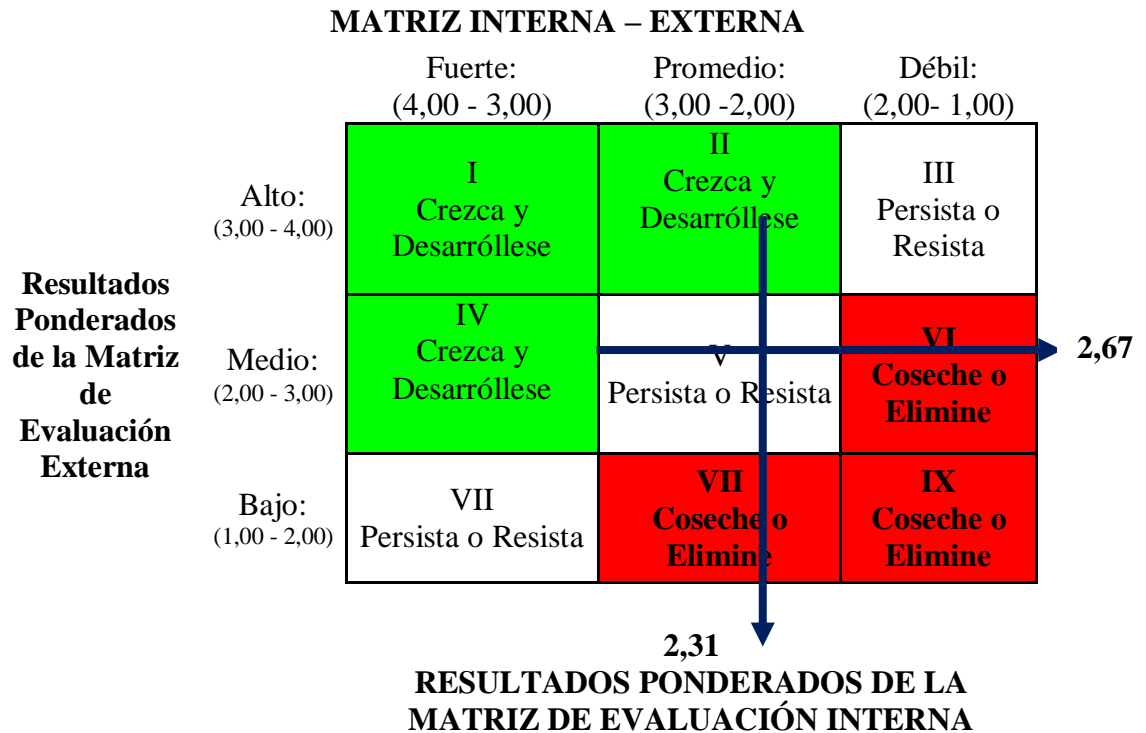 MATRIZ INTERNA – EXTERNA
Fuerte:
(4,00 - 3,00)
Promedio:
(3,00 -2,00)
Débil:
(2,00- 1,00)
Resultados
Ponderados
de la Matriz
de
Evaluación
Externa
Alto:
(3,00 - 4,00)
I
Crezca y
Desarróllese
II
Crezca y
Desarróllese
III
Persista o
Resista
Medio:
(2,00 - 3,00)
IV
Crezca y
Desarróllese
V
Persista o Resista
VI
Coseche o
Elimine
2,67
Bajo:
(1,00 - 2,00)
VII
Persista o Resista
VII
Coseche o
Elimine
IX
Coseche o
Elimine
2,31
RESULTADOS PONDERADOS DE LA
MATRIZ DE EVALUACIÓN INTERNA